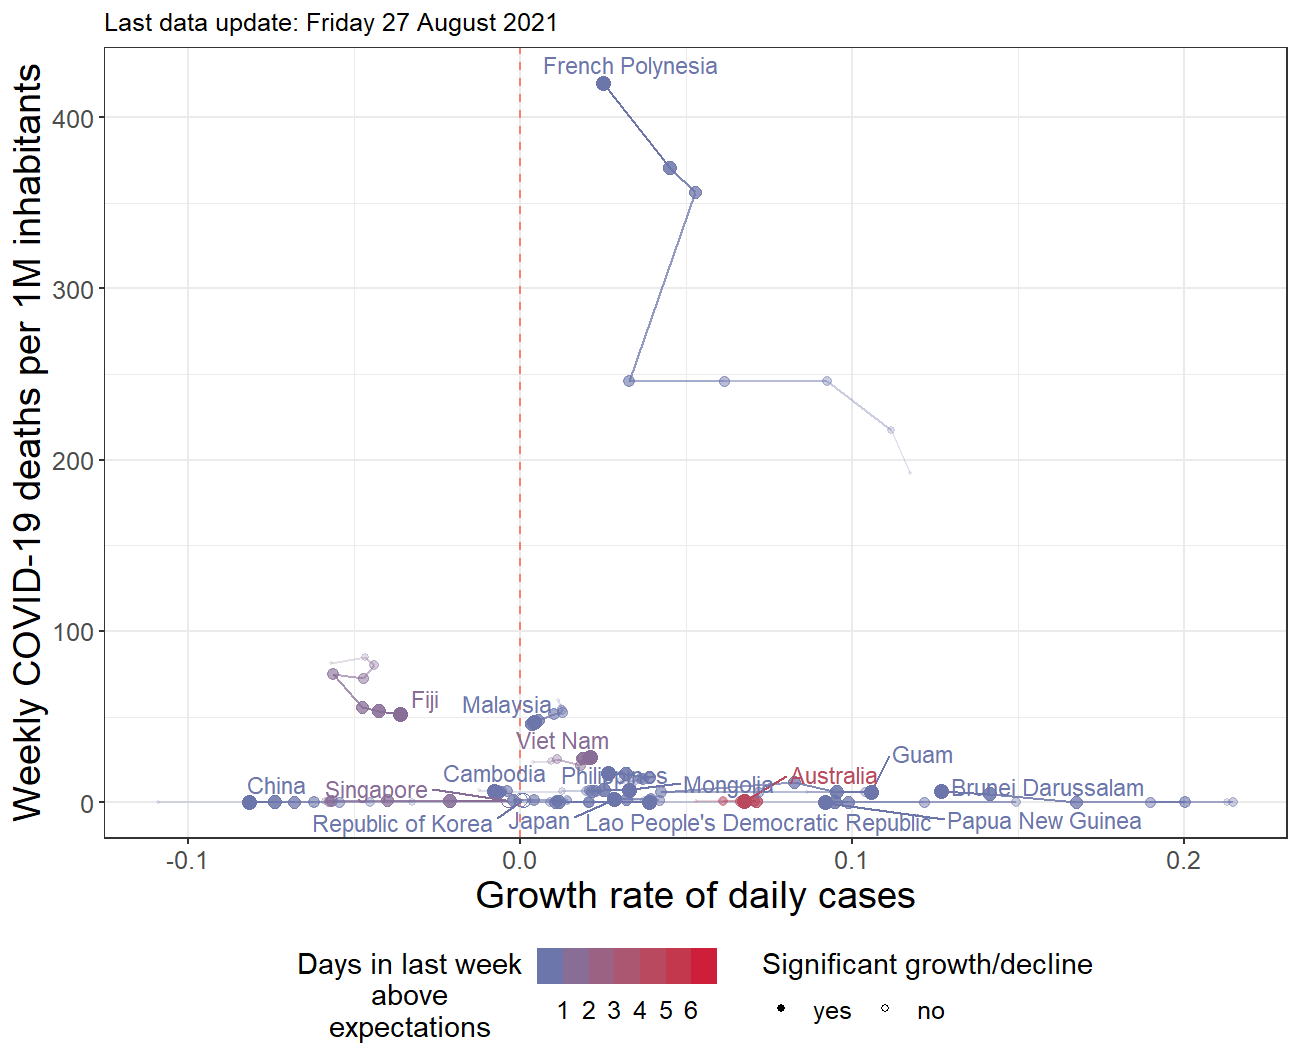 Last data update: Friday 27 August 2021
Weekly COVID-19 deaths per 1M inhabitants
400
300
200
100
0
French Polynesia
Fiji
Malaysia
Viet Nam
Guam
China
Singapore
Cambodia
Philippines
Mongolia
Australia
Brunei Darussalam
Republic of Korea
Japan
Lao People's Democratic Republic
Papua New Guinea
-0.1
0.0
0.1
0.2
Growth rate of daily cases
Days in last week
above
expectations
1 2 3 4 5 6
Significant growth/decline
yes
no